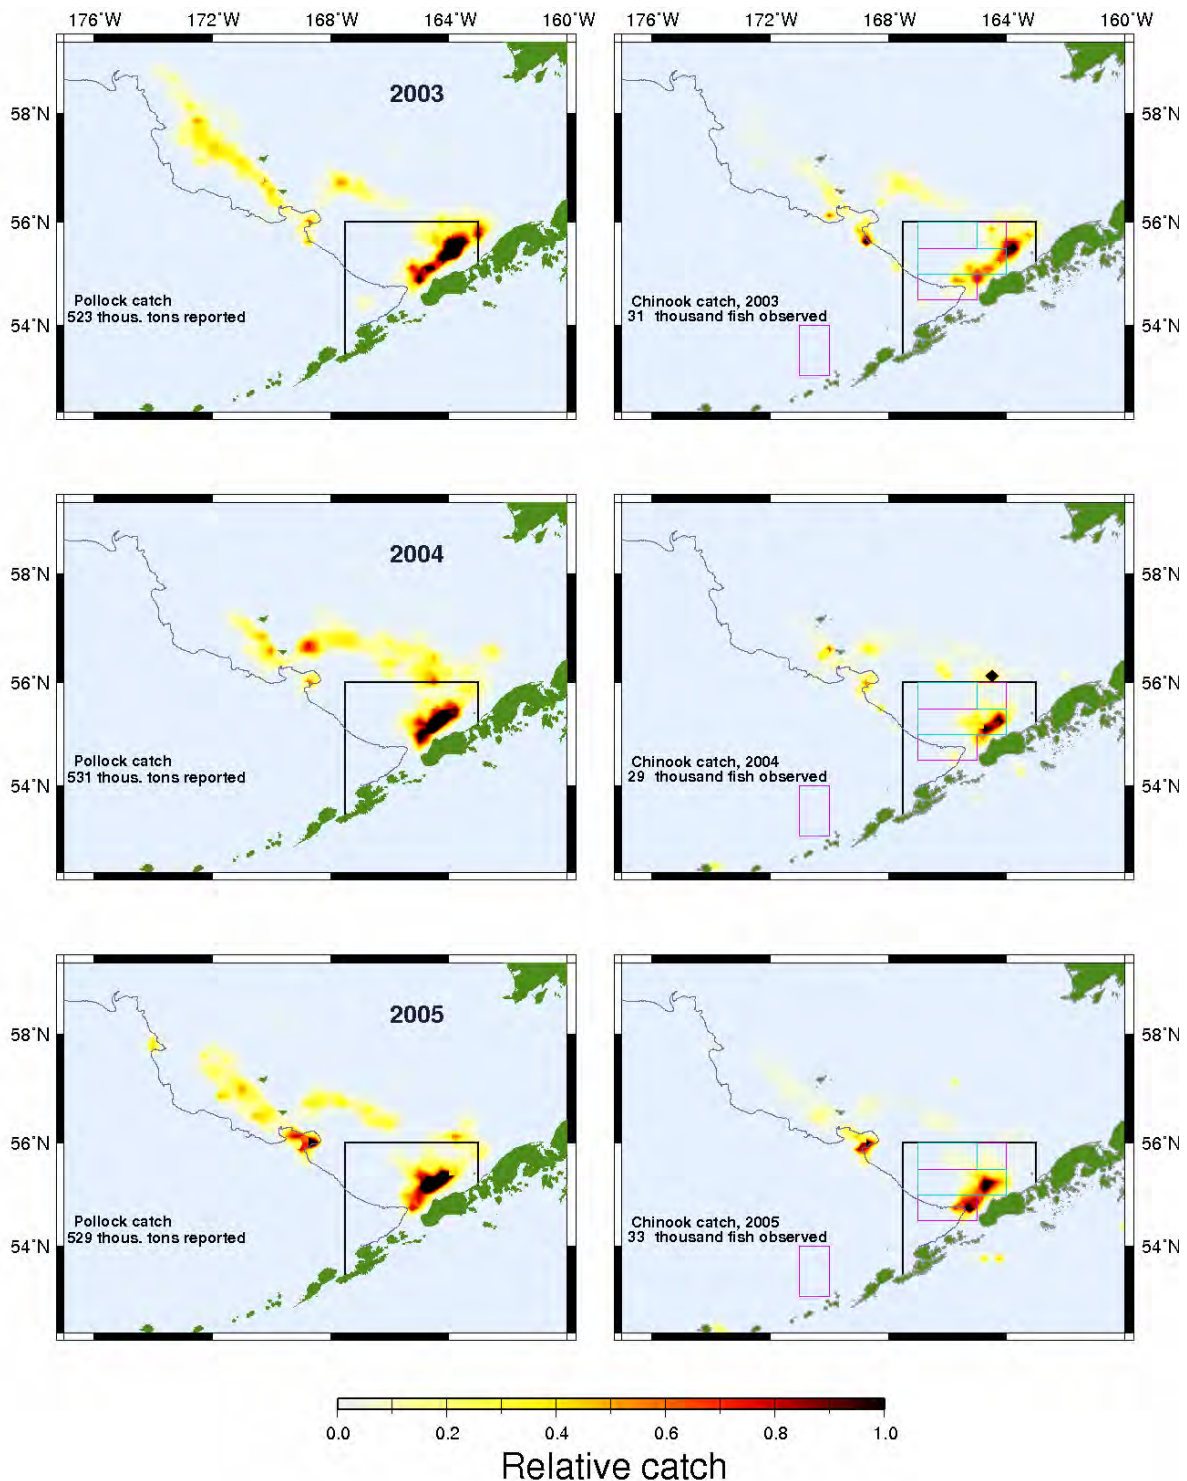 176°W 172°W 168°W 164°W 176°W 172°W 168°W 164°W 160°W
58°N 2003 58°N
56°N 56°N
Pollock catch
523 thous. tons reported
Chinook catch, 2003
31 thousand fish observed
54°N 54°N
58°N 2004 58°N
56°N 56°N
Pollock catch
531 thous. tons reported
Chinook catch, 2004
29 thousand fish observed
54°N 54°N
58°N 2005 58°N
56°N 56°N
Pollock catch
529 thous. tons reported
Chinook catch, 2005
33 thousand fish observed
54°N 54°N
0.0 0.2 0.4 0.6 0.8 1.0
Relative catch